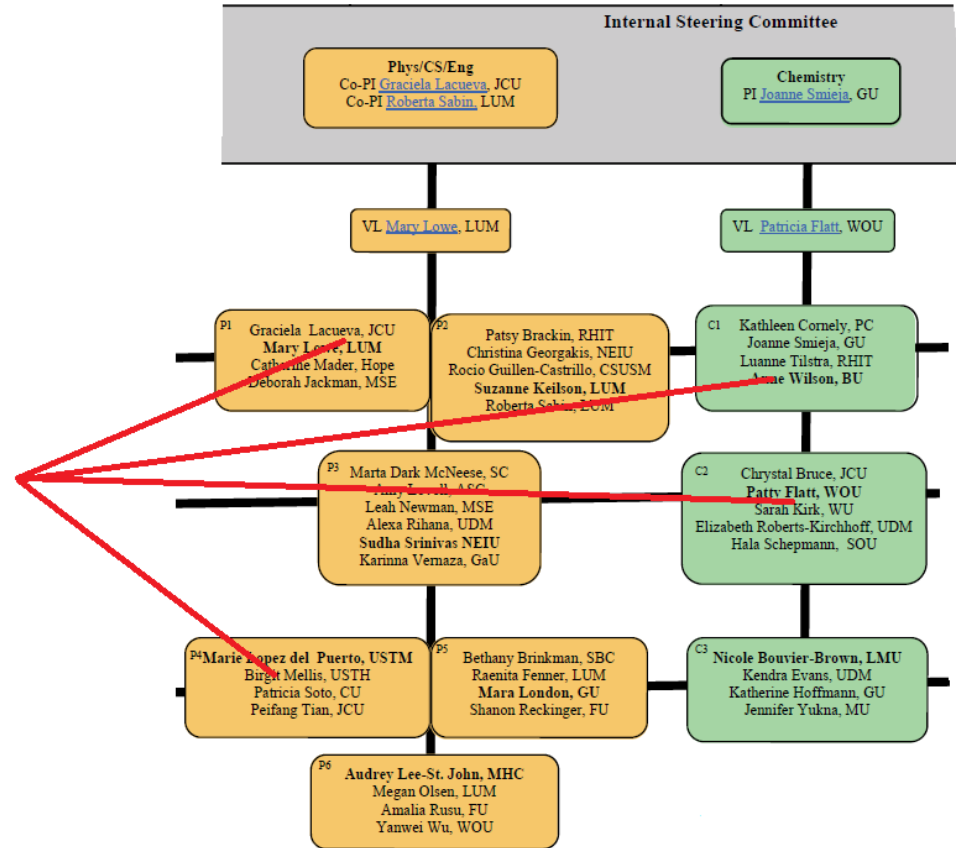 Internal Steering Committee
Phys/CS/Eng
Co-PI Graciela Lacueva, JCU
Co-PI Roberta Sabin, LUM
Chemistry
PI Joanne Smieja, GU
VL Mary Lowe, LUM
VL Patricia Flatt, WOU
P1
Graciela Lacueva, JCU
Mary Lowe, LUM
Catharine Mader, Hope
Deborah Jackman, MSE
P2
Patsy Brackin, RHIT
Christina Georgakis, NEIU
Rocio Guillen-Castrillo, CSUSM
Suzanne Keilson, LUM
Roberta Sabin, LUM
C1
Kathleen Cornely, PC
Joanne Smieja, GU
Luanne Tilstra, RHIT
Anne Wilson, BU
P3
Marta Dark McNeese, SC
Amy Lovell, ASC
Leah Newman, MSE
Alexa Rihana, UDM
Sudha Srinivas NEIU
Karinna Vernaza, GaU
C2
Chrystal Bruce, JCU
Patty Flatt, WOU
Sarah Kirk, WU
Elizabeth Roberts-Kirchhoff, UDM
Hala Schepmann, SOU
P4
Marie Lopez del Puerto, USTM
Birgit Mellis, USTH
Patricia Soto, CU
Peifang Tian, JCU
P5
Bethany Brinkman, SBC
Raenita Fenner, LUM
Mara London, GU
Shanon Reckinger, FU
C3
Nicole Bouvier-Brown, LMU
Kendra Evans, UDM
Katherine Hoffmann, GU
Jennifer Yukna, MU
P6
Audrey Lee-St. John, MHC
Megan Olsen, LUM
Amalia Rusu, FU
Yanwei Wu, WOU